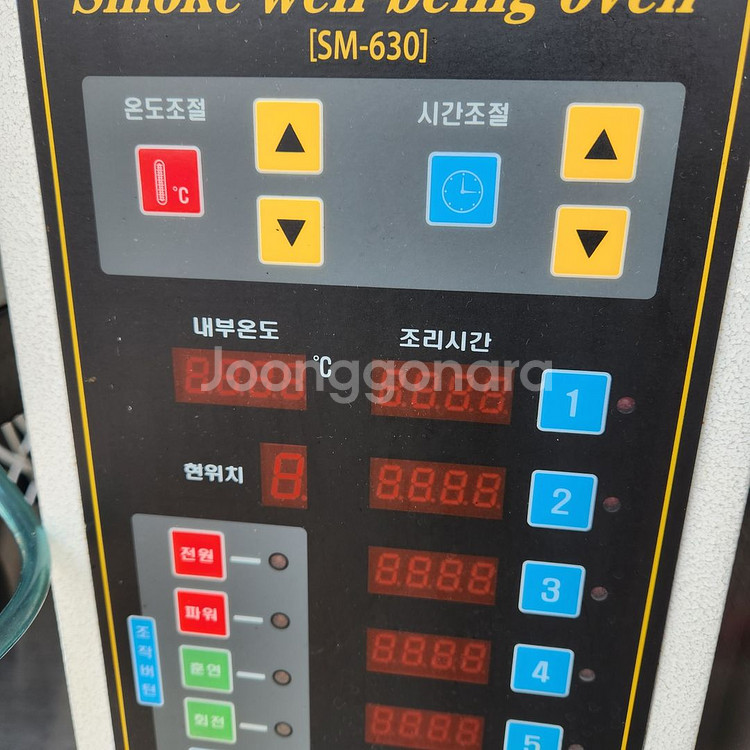 Smoke well being oven
[SM-630]
온도조절
시간조절
°C
내부온도
조리시간
°C
Joonggonara
1
현위치
2
전원
3
파워
조작버턴
훈연
4
회전
5